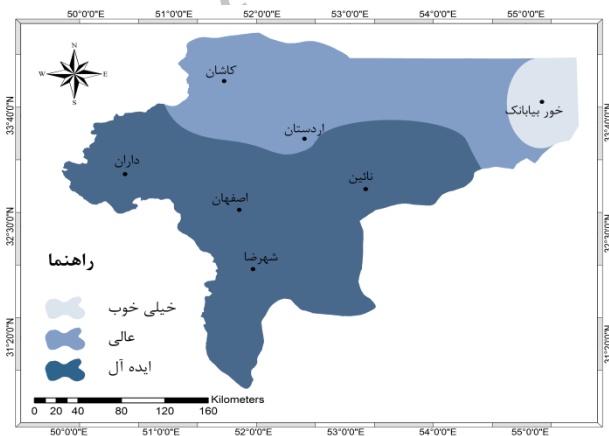 50°0'0"E 51°0'0"E 52°0'0"E 53°0'0"E 54°0'0"E 55°0'0"E
N
W E
S
33°40'0"N
32°30'0"N
31°20'0"N
کاشان
خور بیابانک
اردستان
داران
نائین
اصفهان
شهرضا
راهنما
خیلی خوب
عالی
ایده آل
Kilometers
0 20 40 80 120 160
50°0'0"E 51°0'0"E 52°0'0"E 53°0'0"E 54°0'0"E 55°0'0"E